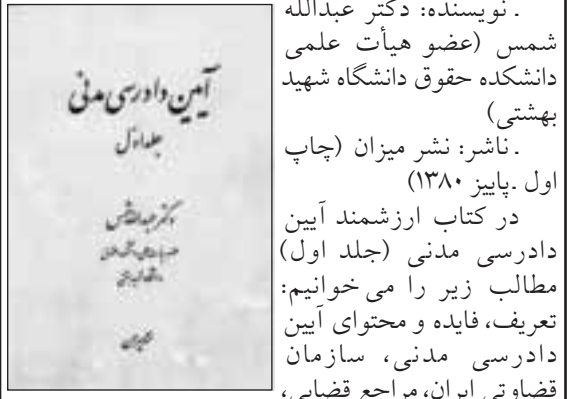 . نویسنده: دکتر عبدالله
شمس (عضو هیأت علمی
دانشکده حقوق دانشگاه شهید
بهشتی)
. ناشر: نشر میزان (چاپ
اول .پاییز ۱۳۸۰)
در کتاب ارزشمند آیین
دادرسی مدنی (جلد اول)
مطالب زیر را می خوانیم:
تعریف، فایده و محتوای آیین
دادرسی مدنی، سازمان
قضاوتی ایران، مراجع قضایی،
آیین دادرسی مدنی
جلد اول
دکتر عبدالله شمس